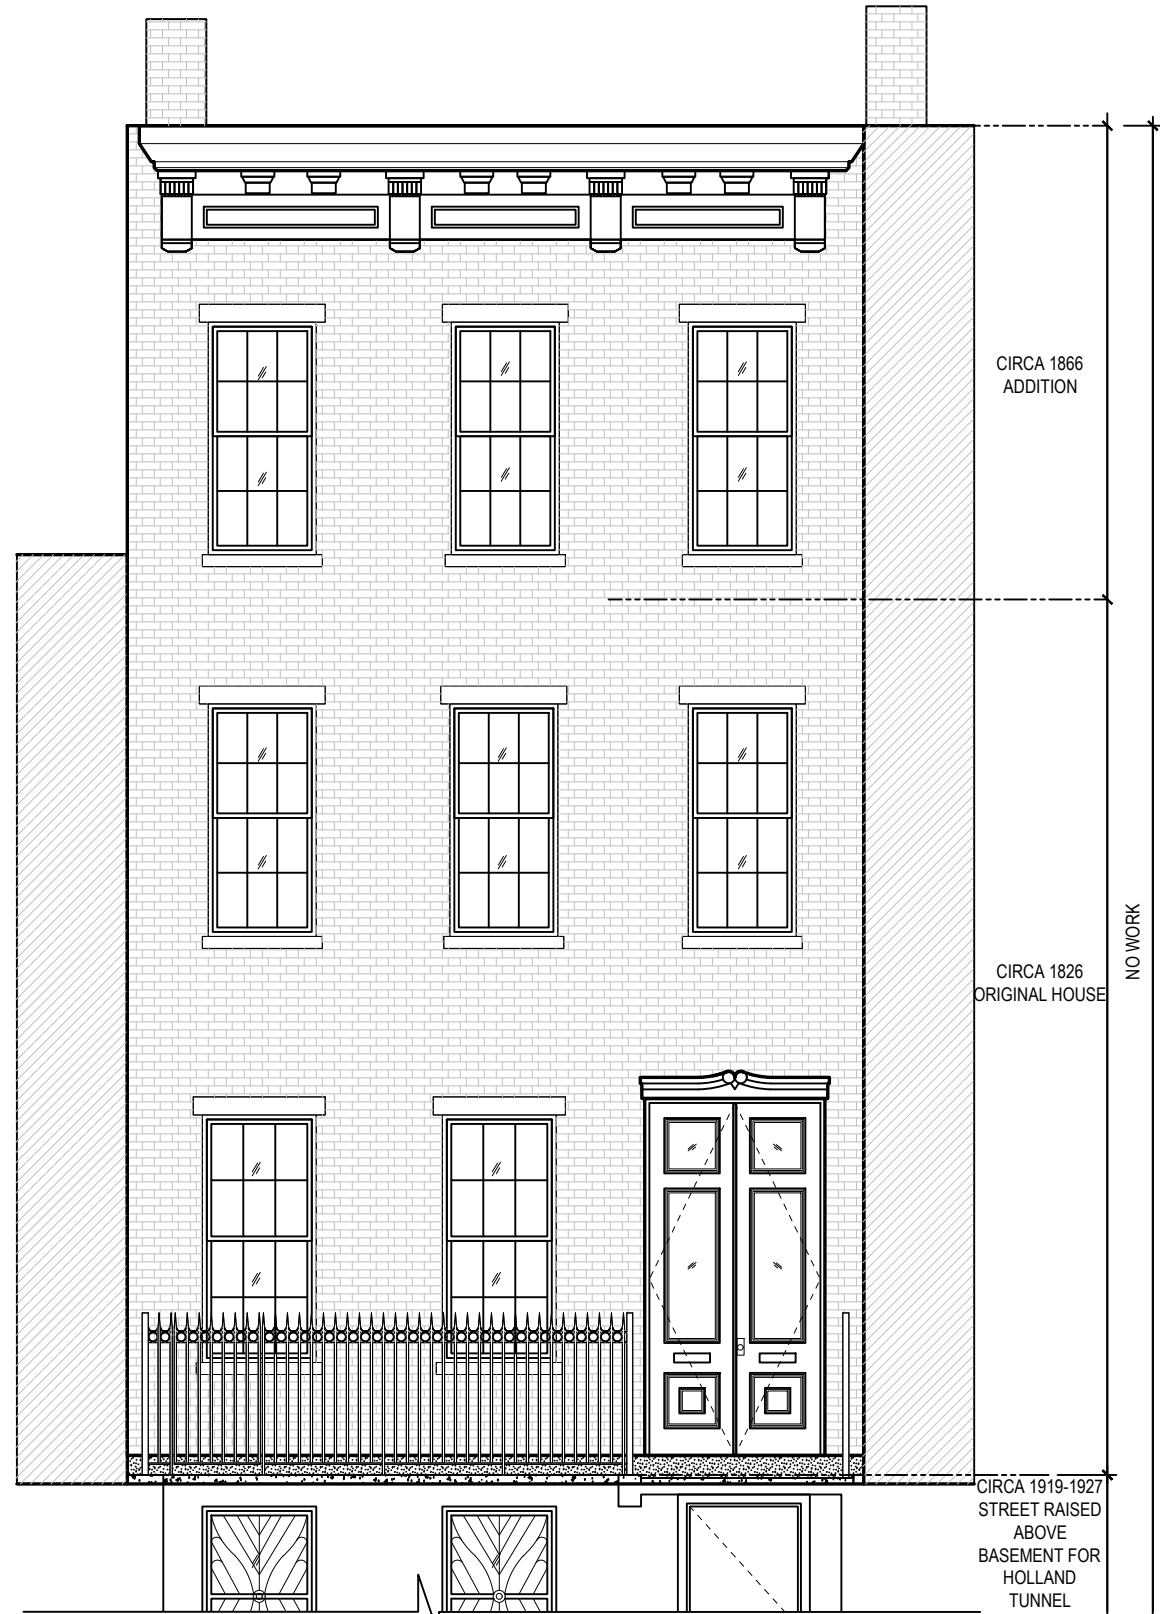 CIRCA 1866
ADDITION
NO WORK
CIRCA 1826
ORIGINAL HOUSE
CIRCA 1919-1927
STREET RAISED
ABOVE
BASEMENT FOR
HOLLAND
TUNNEL